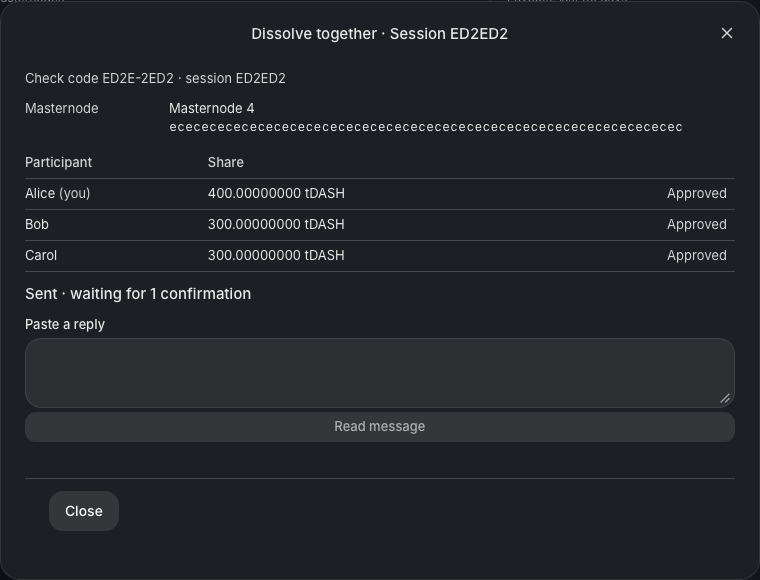 Dissolve together · Session ED2ED2
Check code ED2E-2ED2 · session ED2ED2
Masternode Masternode 4
ecececececececececececececececececececececececececececececececec
Participant Share
Alice (you) 400.00000000 tDASH Approved
Bob 300.00000000 tDASH Approved
Carol 300.00000000 tDASH Approved
Sent · waiting for 1 confirmation
Paste a reply
Read message
Close